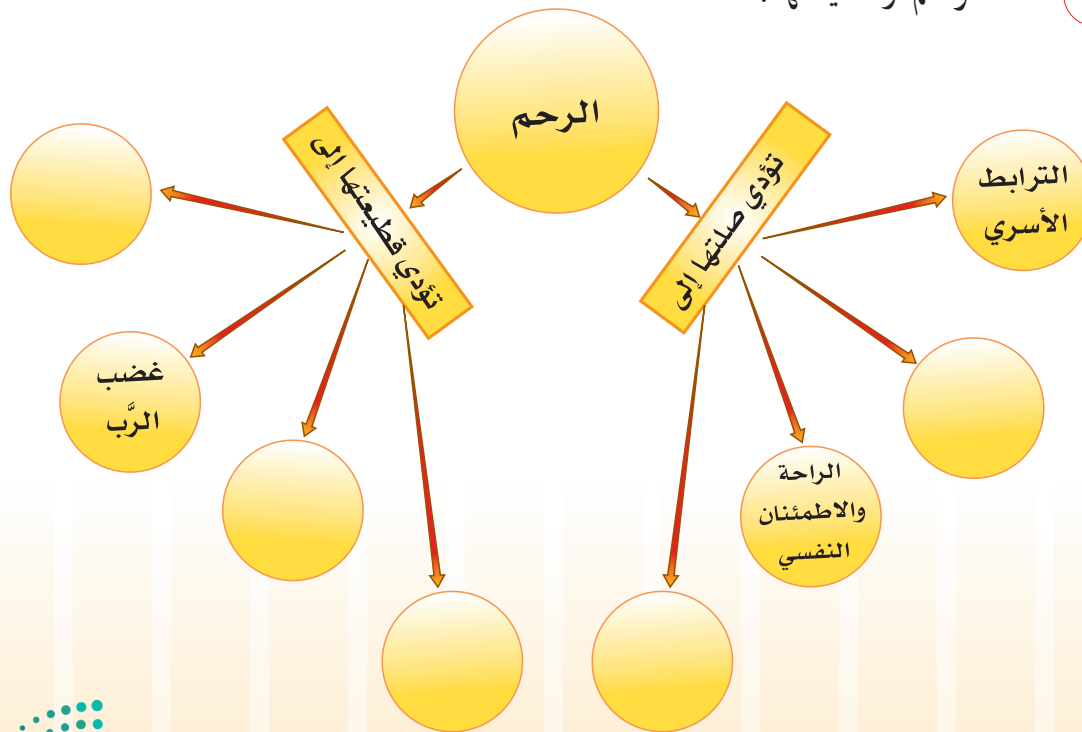 الرحم
تؤدي صلتها إلى
الترابط
الأسري
الراحة
والاطمئنان
النفسي
تؤدي قطيعتها إلى
غضب
الرَّب